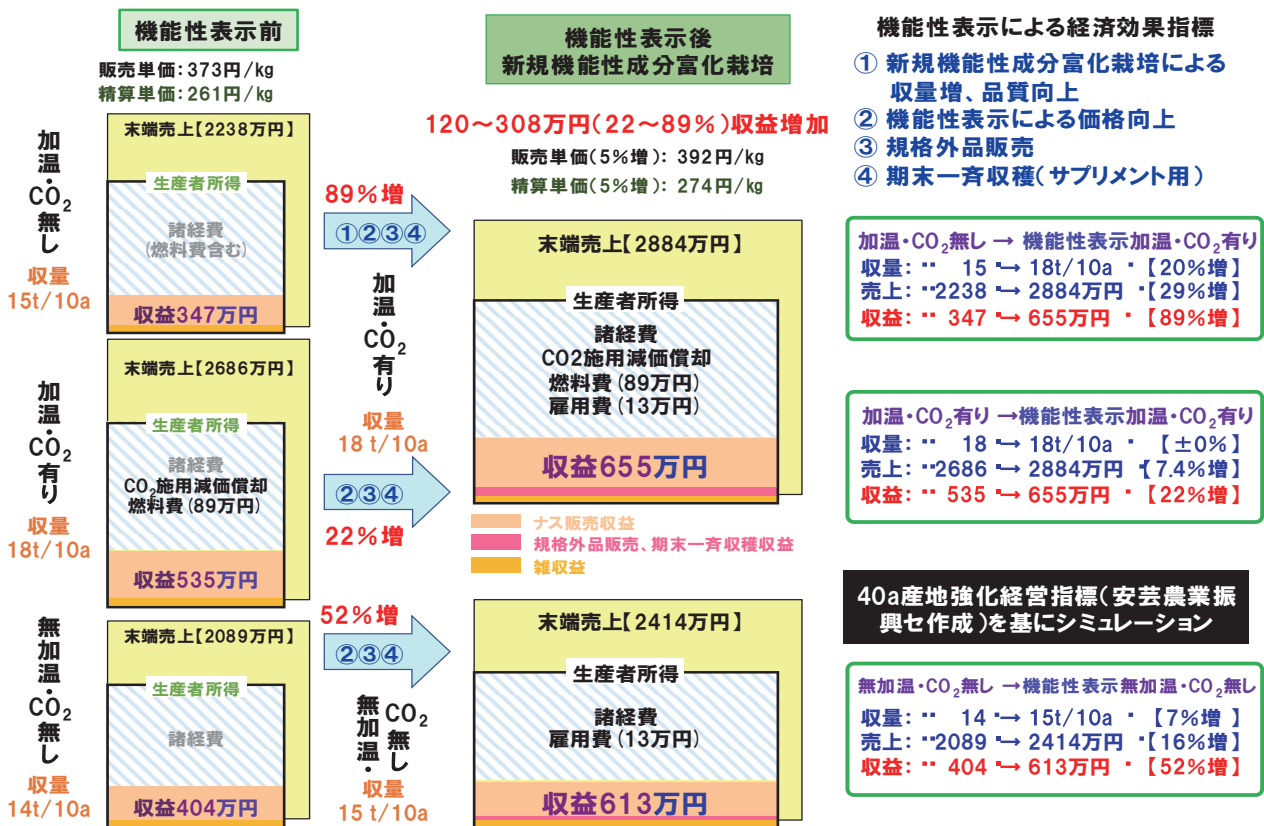 機能性表示前
販売単価:373円/kg
精算単価:261円/kg
加温・CO2無し
収量
15t/10a
末端売上【2238万円】
生産者所得
諸経費
(燃料費含む)
収益347万円
加温・CO2有り
収量
18t/10a
末端売上【2686万円】
生産者所得
諸経費
CO2施用減価償却
燃料費(89万円)
収益535万円
無加温・CO2無し
収量
14t/10a
末端売上【2089万円】
生産者所得
諸経費
収益404万円
89%増
①②③④
加温・CO2有り
収量
18 t/10a
②③④
22%増
52%増
②③④
無加温・CO2無し
収量
15 t/10a
機能性表示後
新規機能性成分富化栽培
120~308万円(22~89%)収益増加
販売単価(5%増): 392円/kg
精算単価(5%増): 274円/kg
末端売上【2884万円】
生産者所得
諸経費
CO2施用減価償却
燃料費(89万円)
雇用費(13万円)
収益655万円
ナス販売収益
規格外品販売、期末一斉収穫収益
雑収益
末端売上【2414万円】
生産者所得
諸経費
雇用費(13万円)
収益613万円
機能性表示による経済効果指標
① 新規機能性成分富化栽培による
収量増、品質向上
② 機能性表示による価格向上
③ 規格外品販売
④ 期末一斉収穫(サプリメント用)
加温・CO2無し → 機能性表示加温・CO2有り
収量: 15 → 18t/10a 【20%増】
売上: 2238 → 2884万円 【29%増】
収益: 347 → 655万円 【89%増】
加温・CO2有り →機能性表示加温・CO2有り
収量: 18 → 18t/10a 【±0%】
売上: 2686 → 2884万円 【7.4%増】
収益: 535 → 655万円 【22%増】
40a産地強化経営指標(安芸農業振
興セ作成)を基にシミュレーション
無加温・CO2無し →機能性表示無加温・CO2無し
収量: 14 → 15t/10a 【7%増 】
売上: 2089 → 2414万円 【16%増】
収益: 404 → 613万円 【52%増】